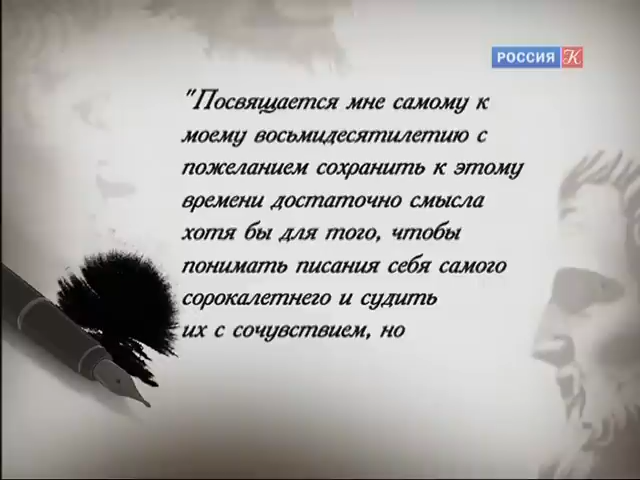 РОССИЯ К
"Посвящается мне самому к
моему восьмидесятилетию с
пожеланием сохранить к этому
времени достаточно смысла
хотя бы для того, чтобы
понимать писания себя самого
сорокалетнего и судить
их с сочувствием, но